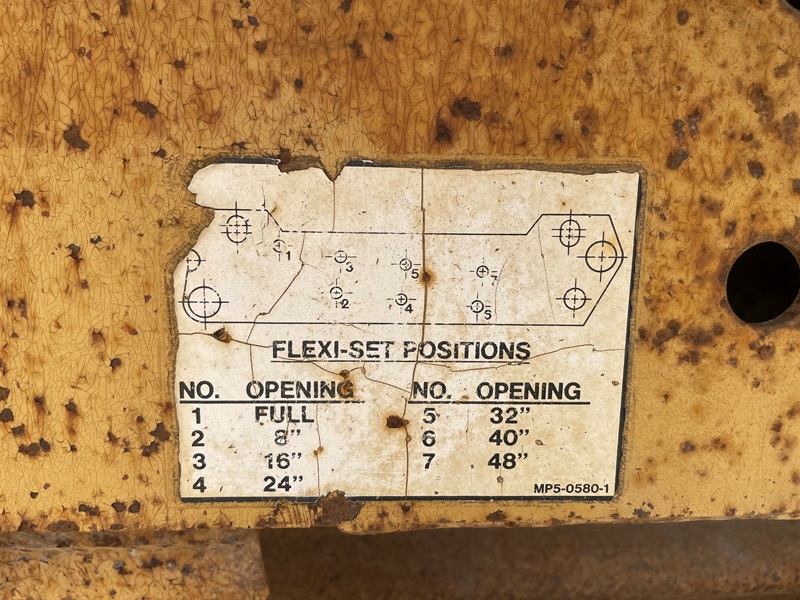 1 3 5 7
2 4 6
FLEXI-SET POSITIONS
NO. OPENING NO. OPENING
1 FULL 5 32”
2 8” 6 40”
3 16” 7 48”
4 24”
MP5-0580-1